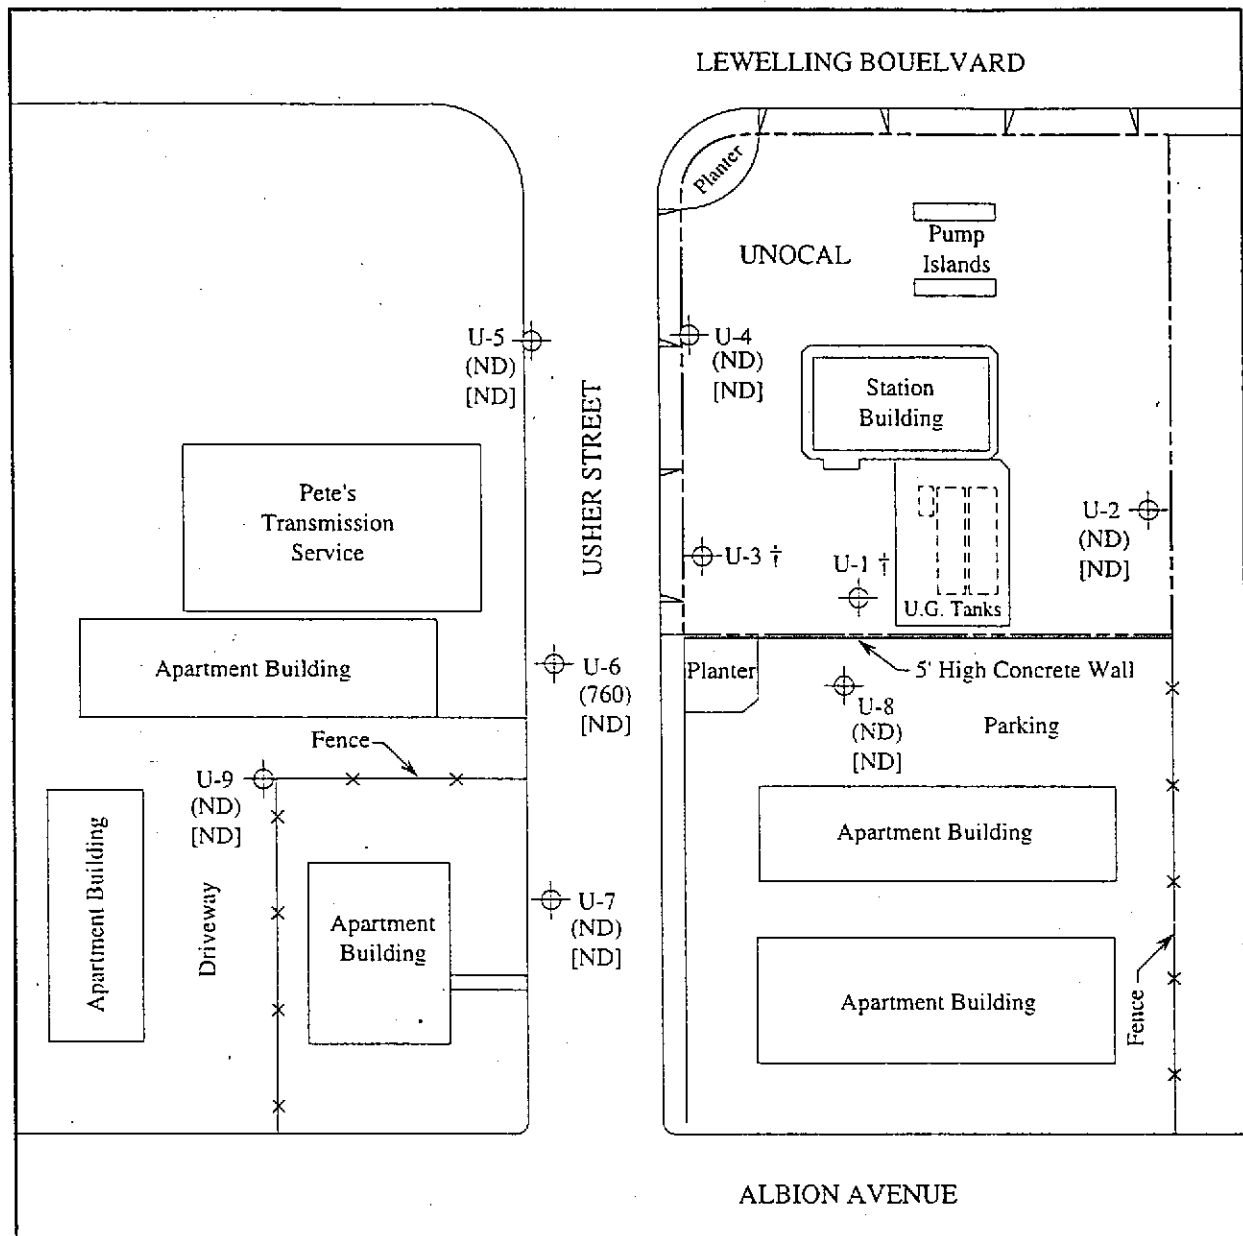 LEWELLING BOUELVARD
Planter
UNOCAL
Pump
Islands
U-5
(ND)
[ND]
U-4
(ND)
[ND]
Station
Building
USHER STREET
Pete's
Transmission
Service
U-2
(ND)
[ND]
U-3 †
U-1 †
U.G. Tanks
Apartment Building
U-6
(760)
[ND]
Planter
5' High Concrete Wall
U-8
(ND)
[ND]
Parking
Fence
U-9
(ND)
[ND]
Apartment Building
Apartment Building
Driveway
Apartment
Building
U-7
(ND)
[ND]
Apartment Building
Fence
ALBION AVENUE